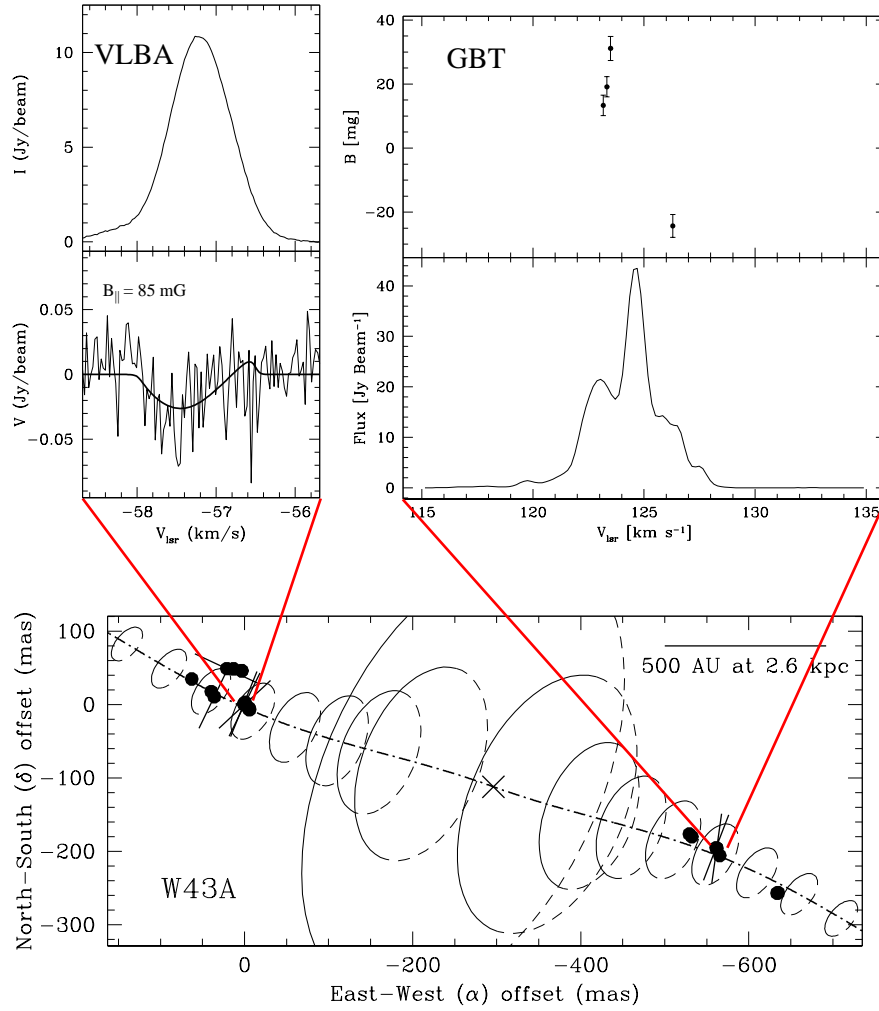 VLBA
I (Jy/beam)
10
5
0
B|| = 85 mG
V (Jy/beam)
0.05
0
−0.05
−58
−57
−56
Vlsr (km/s)
GBT
B [mg]
40
20
0
−20
Flux [Jy Beam−1]
40
30
20
10
0
115
120
125
130
135
Vlsr [km s−1]
North−South (δ) offset (mas)
100
0
−100
−200
−300
500 AU at 2.6 kpc
W43A
0
−200
−400
−600
East−West (α) offset (mas)